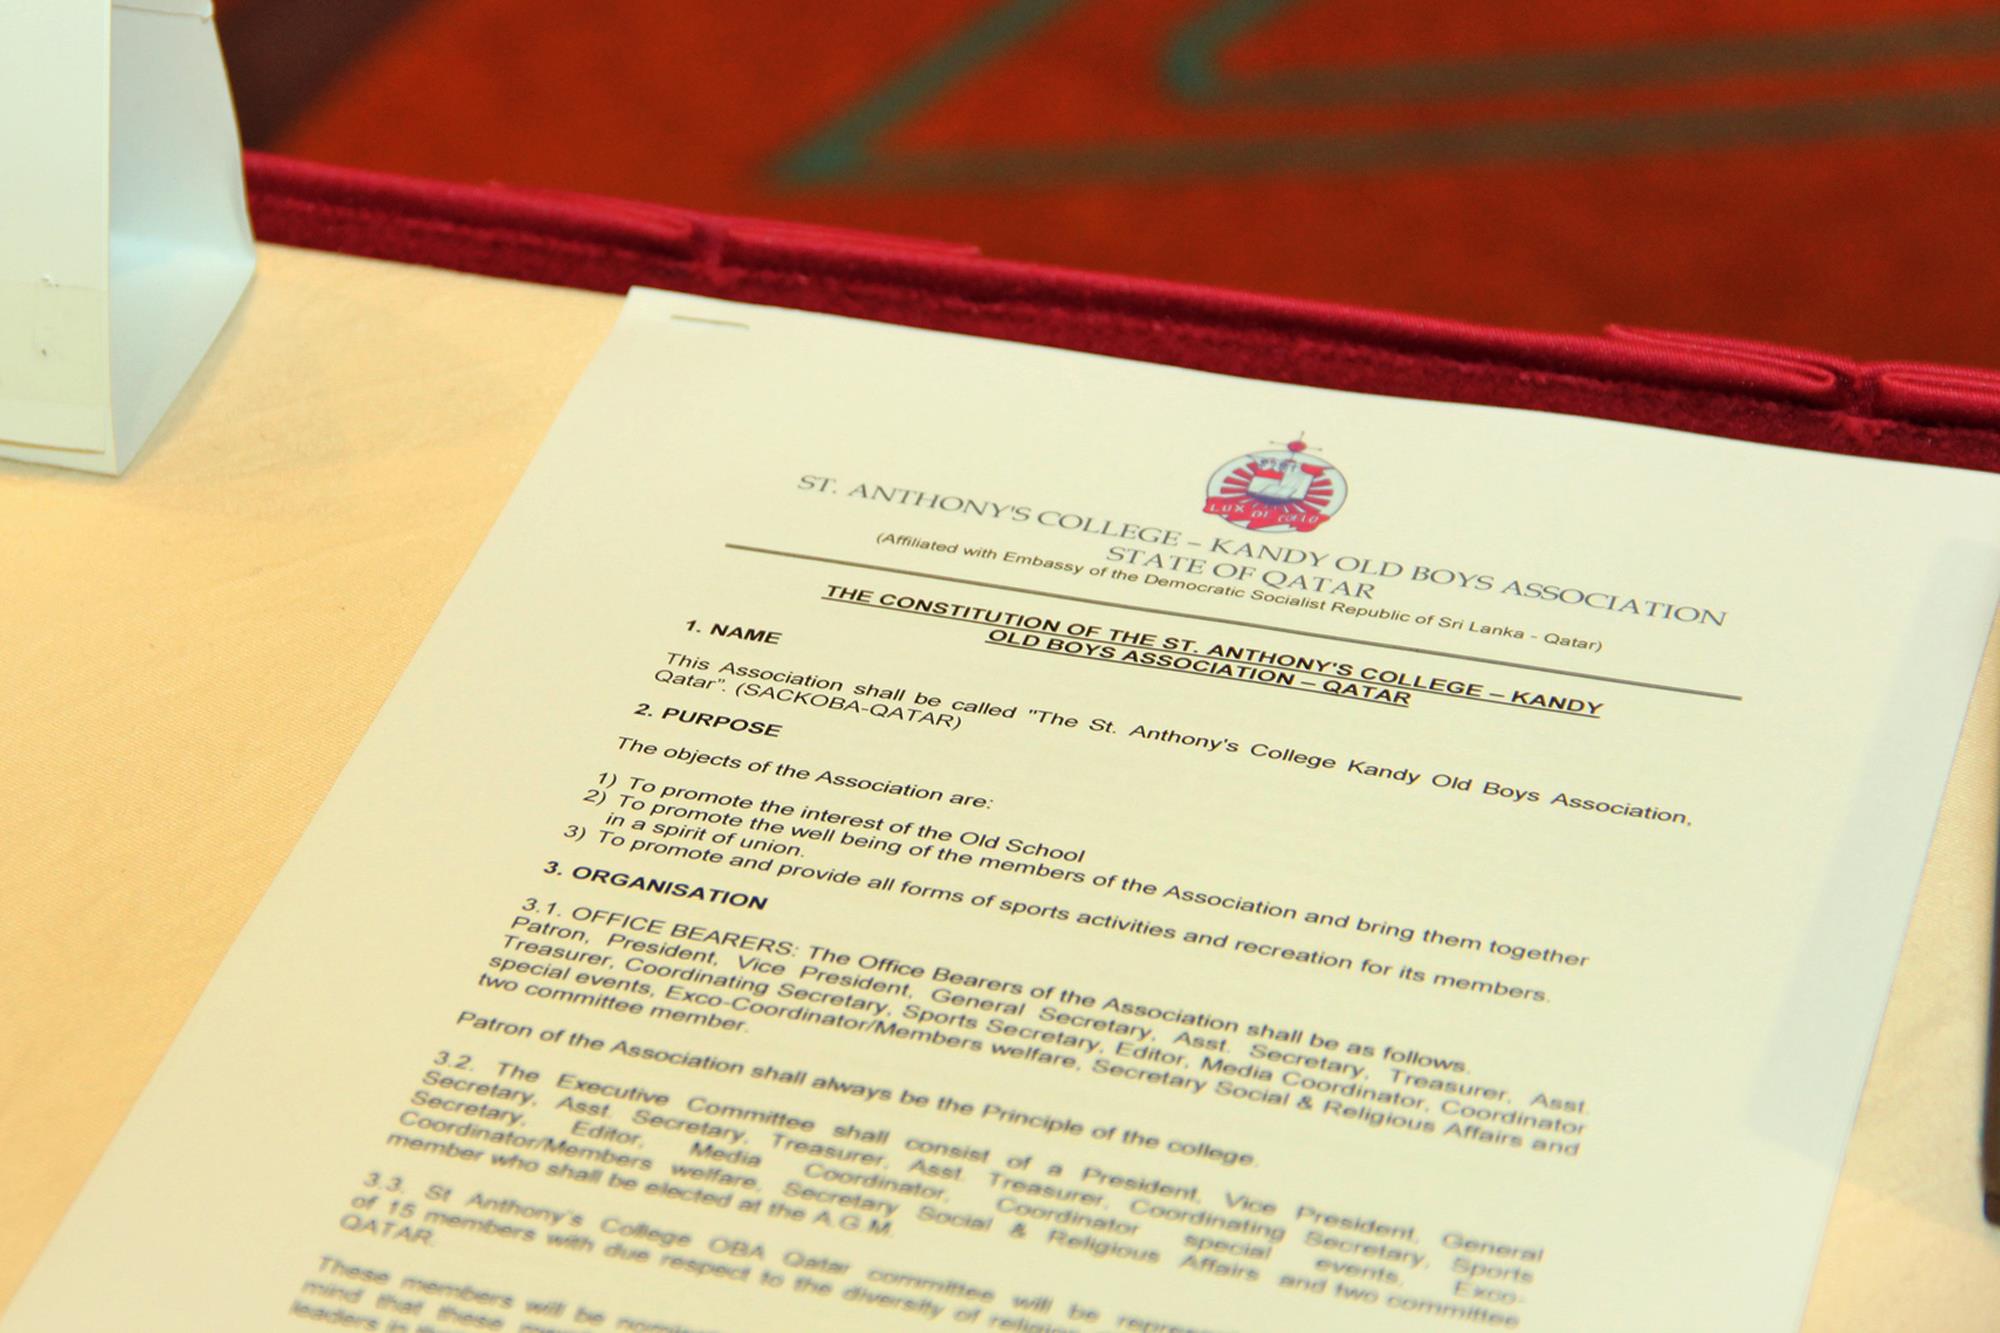 LUX DE COELO
ST. ANTHONY'S COLLEGE – KANDY OLD BOYS ASSOCIATION
STATE OF QATAR
(Affiliated with Embassy of the Democratic Socialist Republic of Sri Lanka - Qatar)
THE CONSTITUTION OF THE ST. ANTHONY'S COLLEGE – KANDY
OLD BOYS ASSOCIATION – QATAR
1. NAME
This Association shall be called "The St. Anthony's College Kandy Old Boys Association,
Qatar". (SACKOBA-QATAR)
2. PURPOSE
The objects of the Association are:
1) To promote the interest of the Old School
2) To promote the well being of the members of the Association and bring them together
in a spirit of union.
3) To promote and provide all forms of sports activities and recreation for its members.
3. ORGANISATION
3.1. OFFICE BEARERS: The Office Bearers of the Association shall be as follows.
Patron, President, Vice President, General Secretary, Asst. Secretary, Treasurer, Asst.
Treasurer, Coordinating Secretary, Sports Secretary, Editor, Media Coordinator, Coordinator
special events, Exco-Coordinator/Members welfare, Secretary Social & Religious Affairs and
two committee member.
Patron of the Association shall always be the Principle of the college.
3.2. The Executive Committee shall consist of a President, Vice President, General
Secretary, Asst. Secretary, Treasurer, Asst. Treasurer, Coordinating Secretary, Sports
Secretary, Editor, Media Coordinator, Coordinator special events, Exco-
Coordinator/Members welfare, Secretary Social & Religious Affairs and two committee
member who shall be elected at the A.G.M.
3.3. St Anthony's College OBA Qatar committee will be
of 15 members with due respect to the diversity of
QATAR.
These members will be
mind that these
leaders in